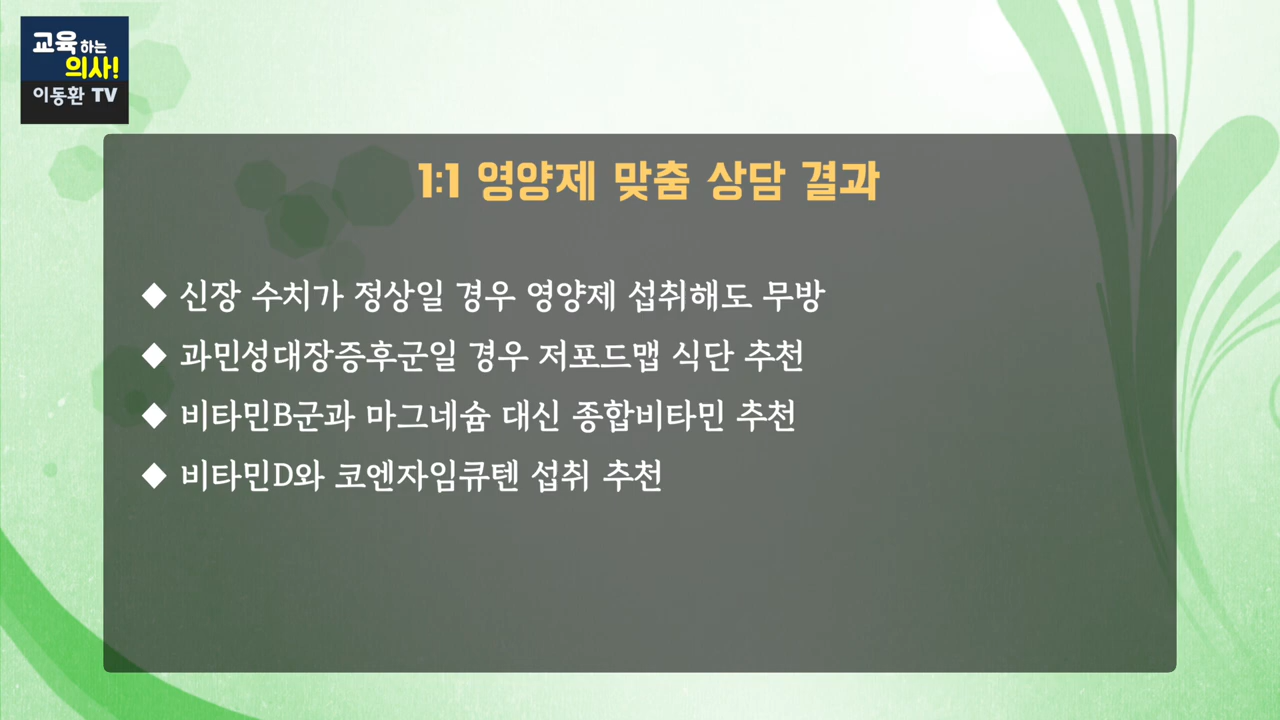 교육하는
의사!
이동환 TV
1:1 영양제 맞춤 상담 결과
◆ 신장 수치가 정상일 경우 영양제 섭취해도 무방
◆ 과민성대장증후군일 경우 저포드맵 식단 추천
◆ 비타민B군과 마그네슘 대신 종합비타민 추천
◆ 비타민D와 코엔자임큐텐 섭취 추천